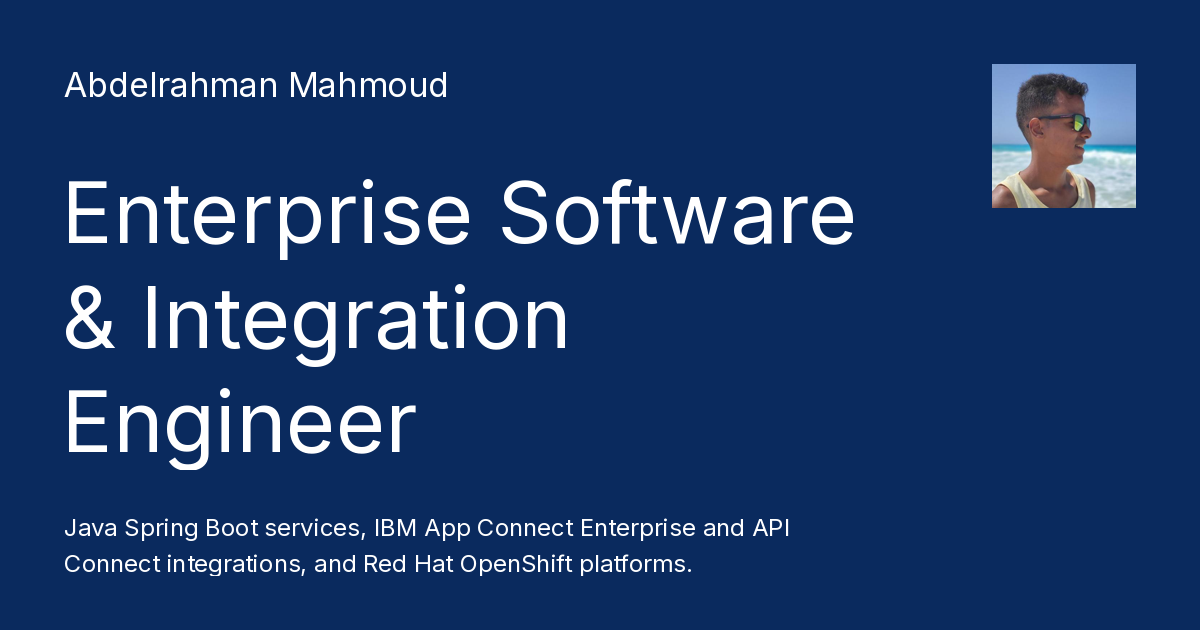 Abdelrahman Mahmoud
Enterprise Software
& Integration
Engineer
Java Spring Boot services, IBM App Connect Enterprise and API
Connect integrations, and Red Hat OpenShift platforms.